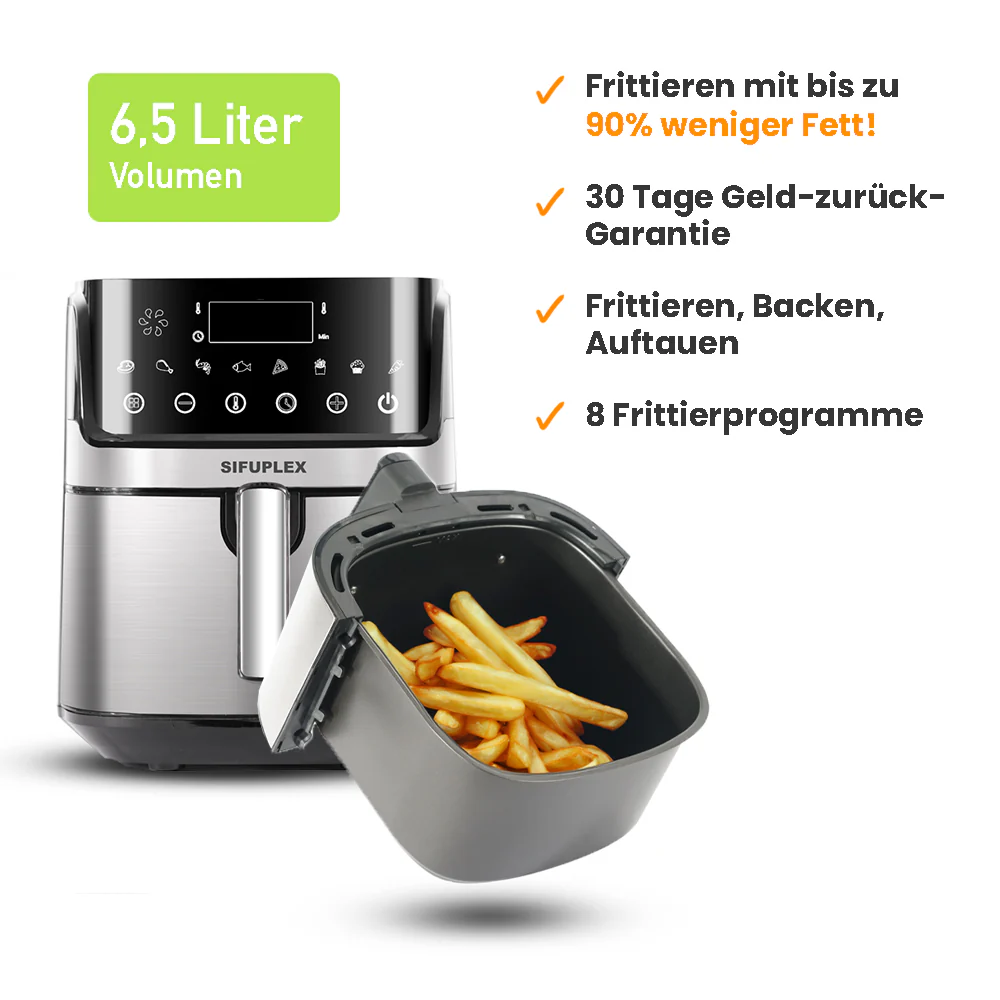 6,5 Liter
Volumen
Frittieren mit bis zu
90% weniger Fett!
30 Tage Geld-zurück-
Garantie
Frittieren, Backen,
Auftauen
8 Frittierprogramme
Min
SIFUPLEX
MAX